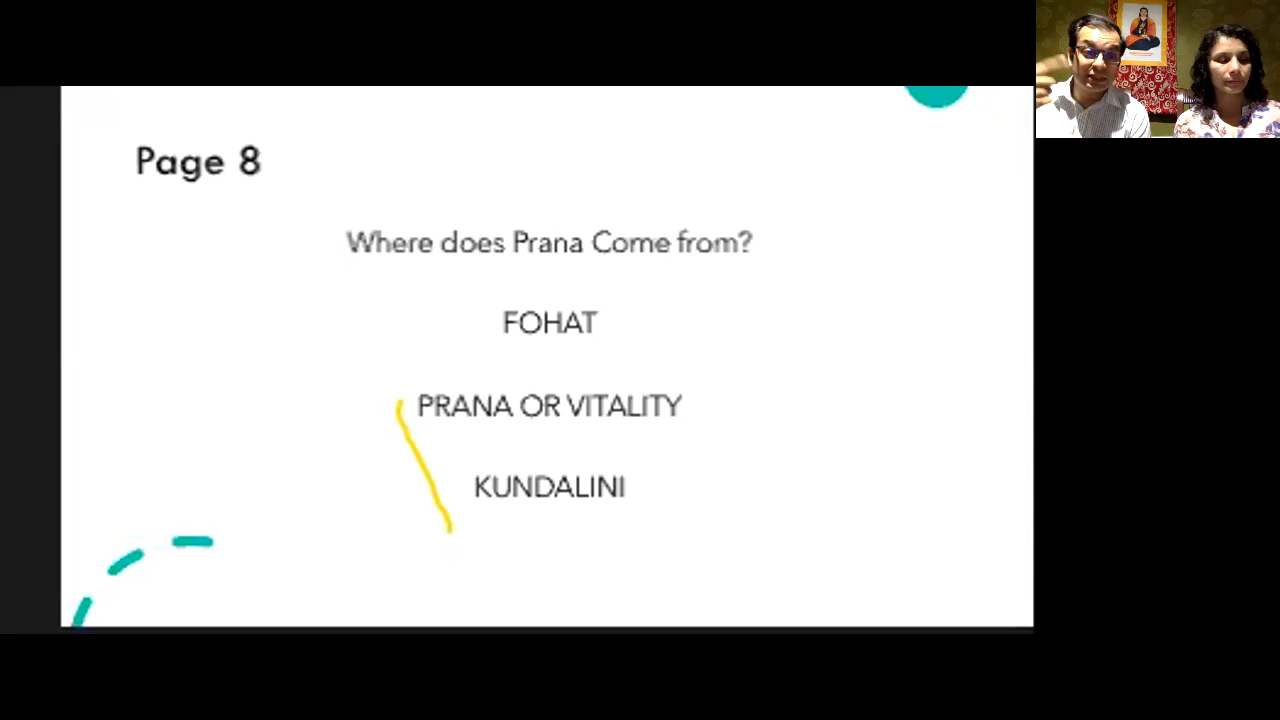 Page 8
Where does Prana Come from?
FOHAT
PRANA OR VITALITY
KUNDALINI